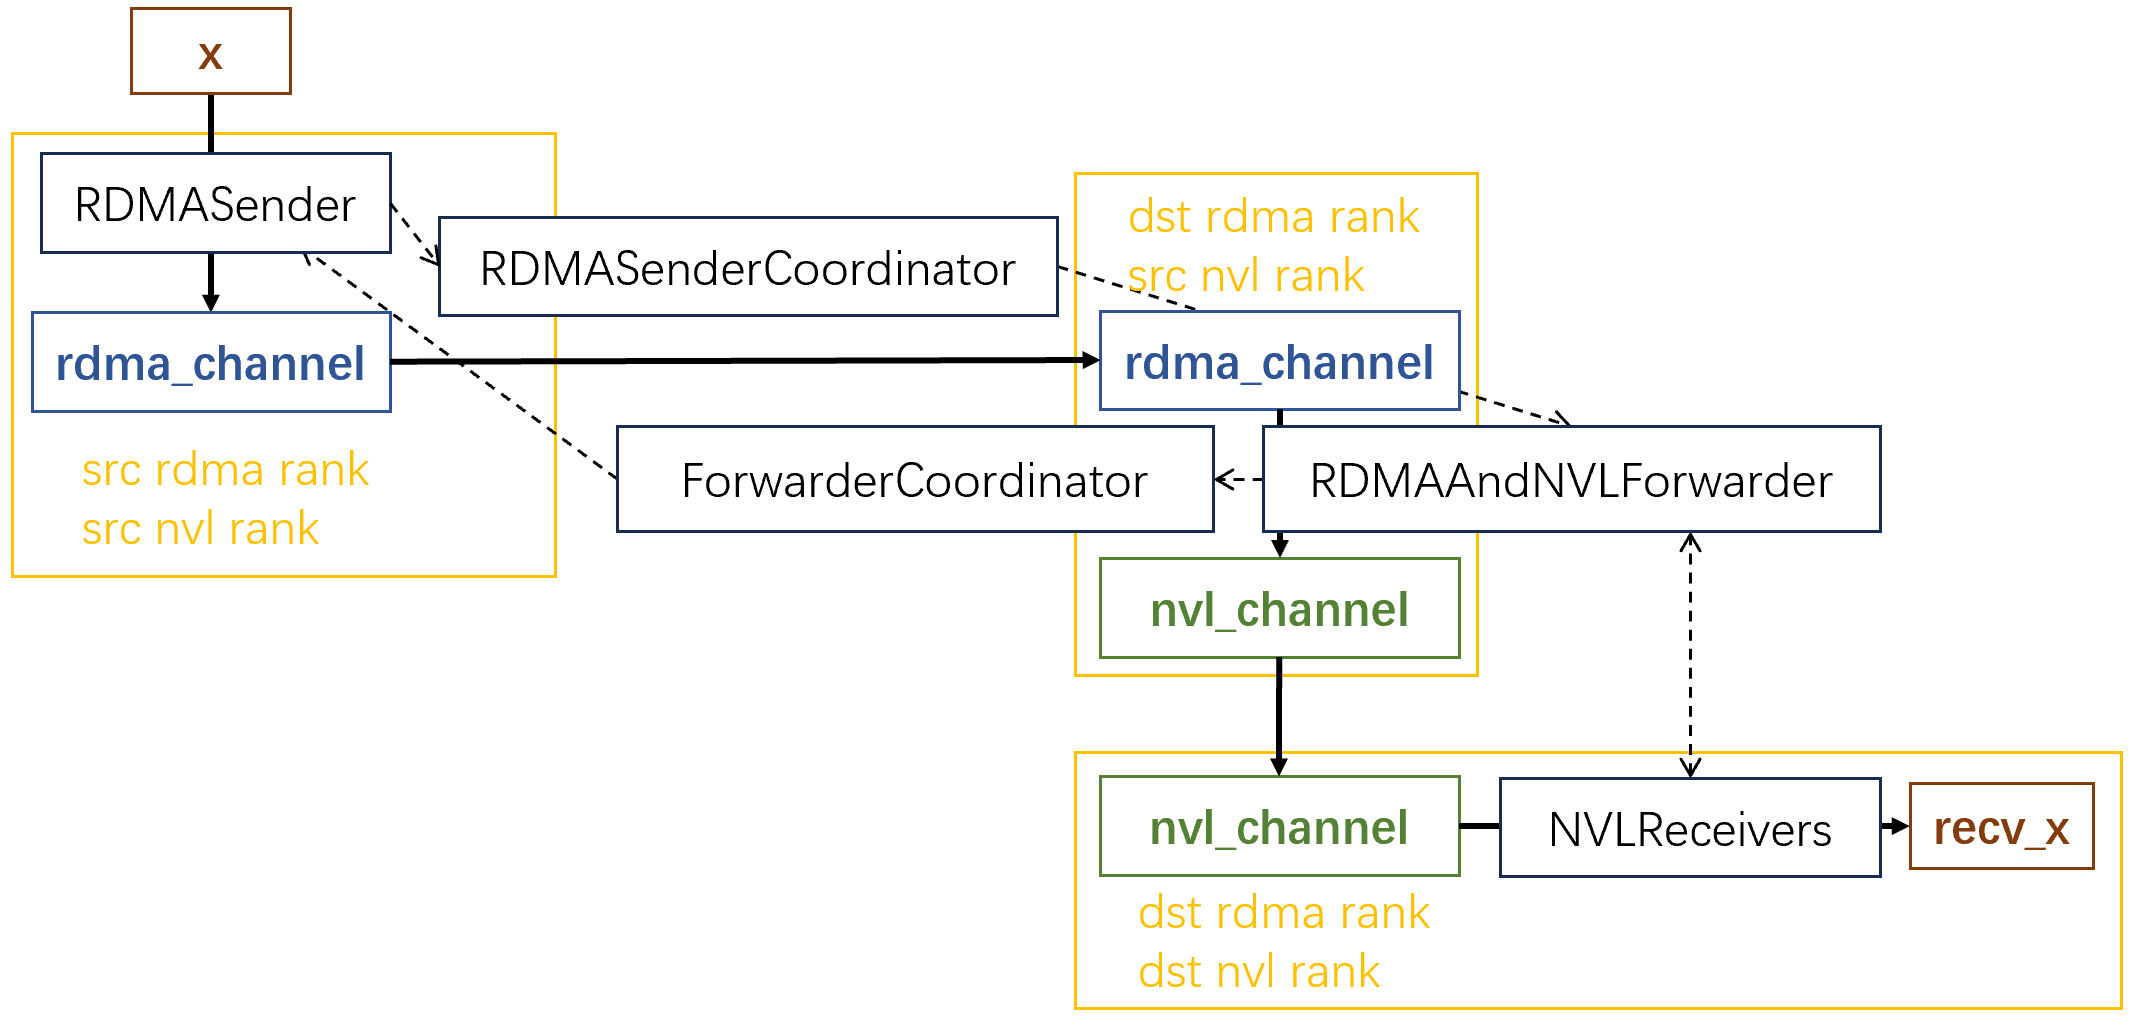 x
RDMASender
RDMASenderCoordinator
rdma_channel
src rdma rank
src nvl rank
dst rdma rank
src nvl rank
rdma_channel
ForwarderCoordinator
RDMAAndNVLForwarder
nvl_channel
nvl_channel
NVLReceivers
recv_x
dst rdma rank
dst nvl rank